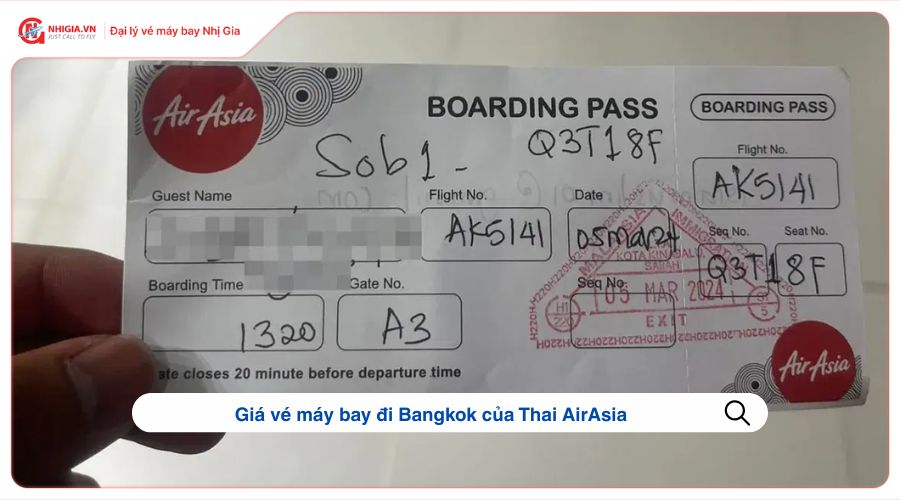 NHIGIA.VN
JUST CALL TO FLY
Đại lý vé máy bay Nhị Gia
AirAsia
BOARDING PASS
BOARDING PASS
Sob1-
Q3T18F
Flight No.
AK5141
Guest Name
Flight No.
Date
AK5141
05Mar24
Seq No.
Seat No.
Q3T18F
MALAYSIA
IMMIGRATION
KOTA KINABALU,
SABAH
05 MAR 2024
EXIT
Boarding Time
Gate No.
Seq No.
1320
A3
ate closes 20 minute before departure time
AirAsia
Giá vé máy bay đi Bangkok của Thai AirAsia